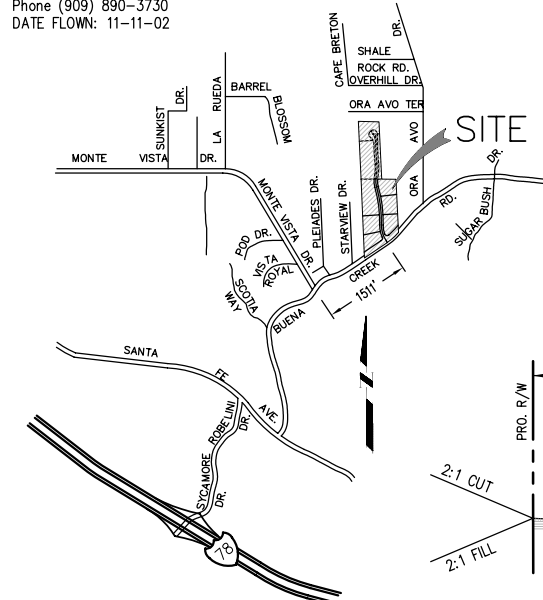 Phone (909) 890-3730
DATE FLOWN: 11-11-02
CAPE BRETON
DR.
SHALE
ROCK RD.
OVERHILL DR.
ORA AVO TER
ORA AVO
SITE
SUNKIST DR.
LA RUEDA
BARREL
BLOSSOM
MONTE VISTA DR.
MONTE VISTA DR.
PLEIADES DR.
STARVIEW DR.
DR.
SUGAR BUSH
RD.
POD DR.
VISTA
ROYAL
SCOTIA
WAY
CREEK
1511'
BUENA
SANTA FE AVE.
ROBELINI
DR.
SYCAMORE
DR.
78
PRO. R/W
2:1 CUT
2:1 FILL